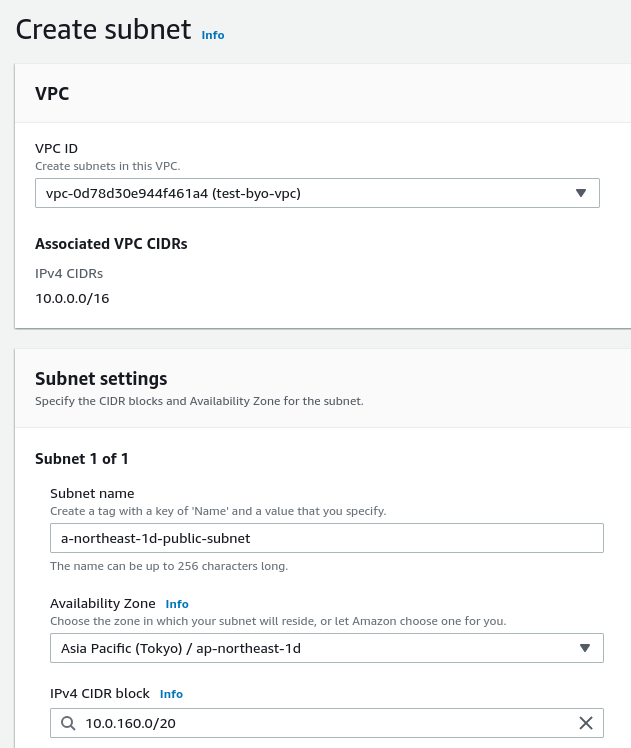 Create subnet Info
VPC
VPC ID
Create subnets in this VPC.
vpc-0d78d30e944f461a4 (test-byo-vpc)
Associated VPC CIDRs
IPv4 CIDRs
10.0.0.0/16
Subnet settings
Specify the CIDR blocks and Availability Zone for the subnet.
Subnet 1 of 1
Subnet name
Create a tag with a key of 'Name' and a value that you specify.
a-northeast-1d-public-subnet
The name can be up to 256 characters long.
Availability Zone Info
Choose the zone in which your subnet will reside, or let Amazon choose one for you.
Asia Pacific (Tokyo) / ap-northeast-1d
IPv4 CIDR block Info
10.0.160.0/20